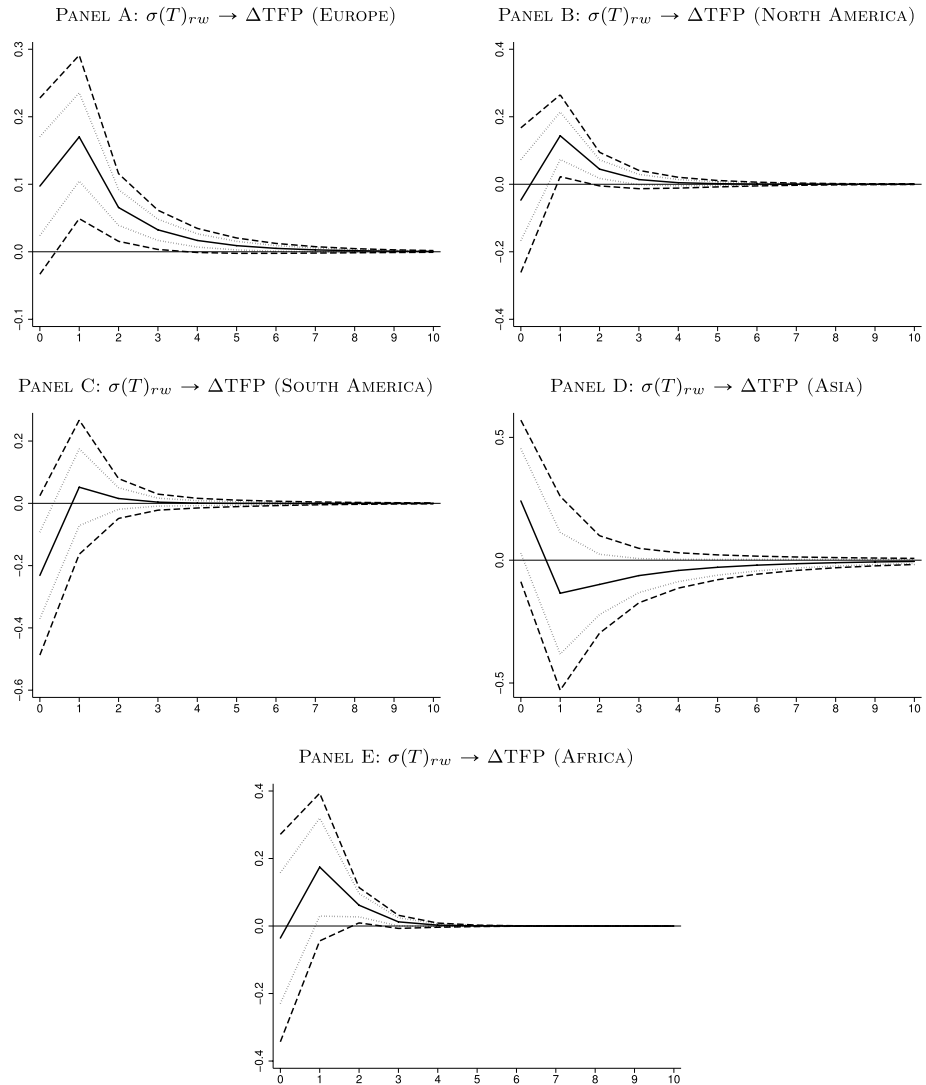 PANEL A: σ(T)rw → ΔTFP (EUROPE)
0.3
0.2
0.1
0.0
−0.1
0 1 2 3 4 5 6 7 8 9 10
PANEL B: σ(T)rw → ΔTFP (NORTH AMERICA)
0.4
0.2
0.0
−0.2
−0.4
0 1 2 3 4 5 6 7 8 9 10
PANEL C: σ(T)rw → ΔTFP (SOUTH AMERICA)
0.2
0.0
−0.2
−0.4
−0.6
0 1 2 3 4 5 6 7 8 9 10
PANEL D: σ(T)rw → ΔTFP (ASIA)
0.5
0.0
−0.5
0 1 2 3 4 5 6 7 8 9 10
PANEL E: σ(T)rw → ΔTFP (AFRICA)
0.4
0.2
0.0
−0.2
−0.4
0 1 2 3 4 5 6 7 8 9 10